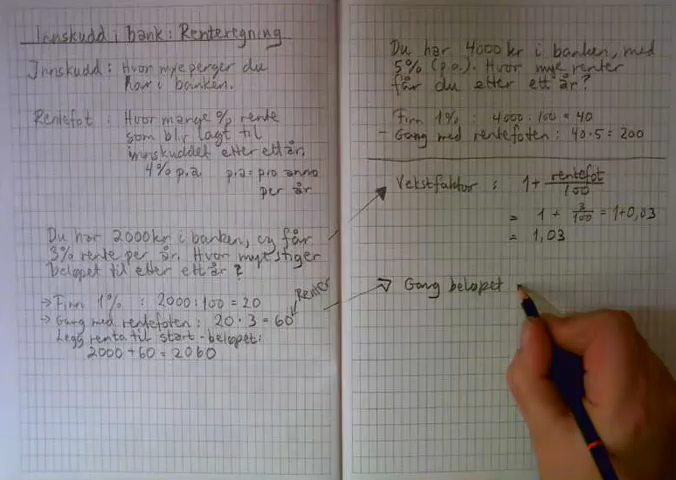 Innskudd i bank: Renteregning
Innskudd: Hvor mye penger du
har i banken.
Rentefot: Hvor mange % rente
som blir lagt til
innskuddet etter ett år.
4% p.a p.a = pro anno
per år
Du har 2000 kr i banken, og får
3% rente per år. Hvor mye stiger
beløpet til etter ett år?
→ Finn 1% : 2000:100 = 20
→ Gang med rentefoten: 20 · 3 = 60
Renter
Legg renta til start-beløpet:
2000 + 60 = 2060
Du har 4000 kr i banken, med
5% (p.a). Hvor mye renter
får du etter ett år?
Finn 1% : 4000:100 = 40
- Gang med rentefoten: 40·5 = 200
Vekstfaktor : 1 + rentefot/100
= 1 + 3/100 = 1+0,03
= 1,03
Gang beløpet